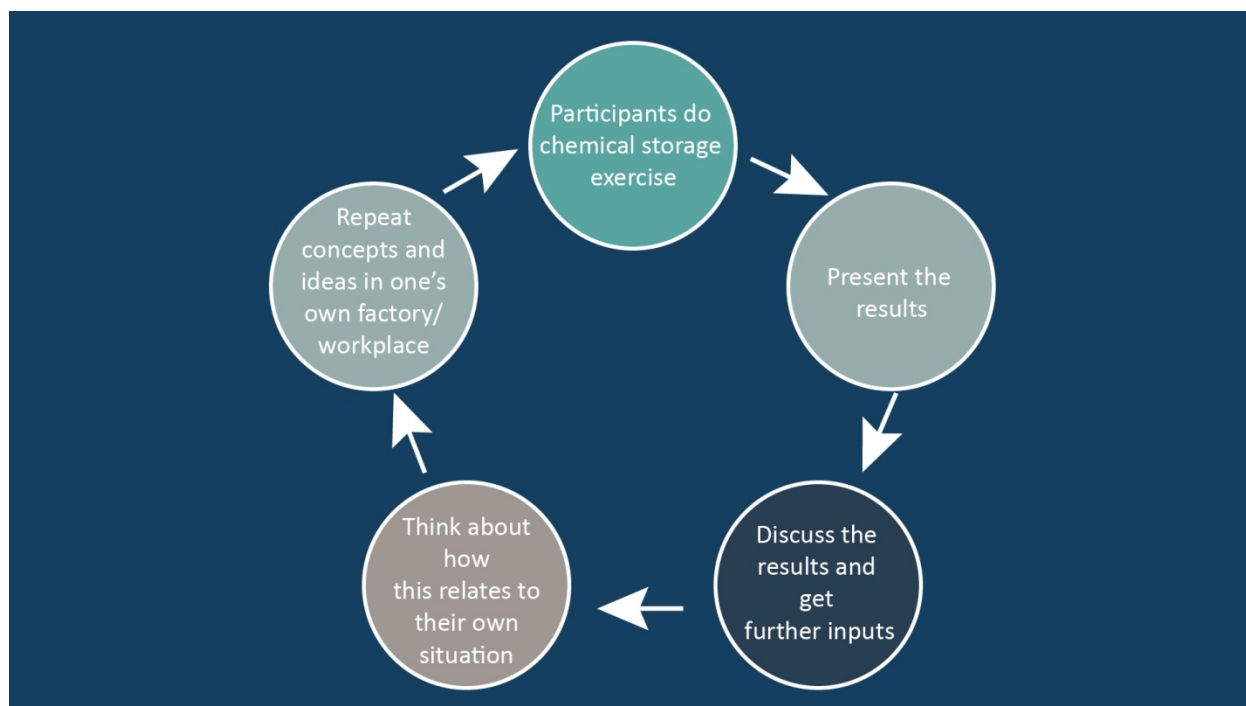 Participants do
chemical storage
exercise
Present the
results
Discuss the
results and
get
further inputs
Think about
how
this relates to
their own
situation
Repeat
concepts and
ideas in one’s
own factory/
workplace